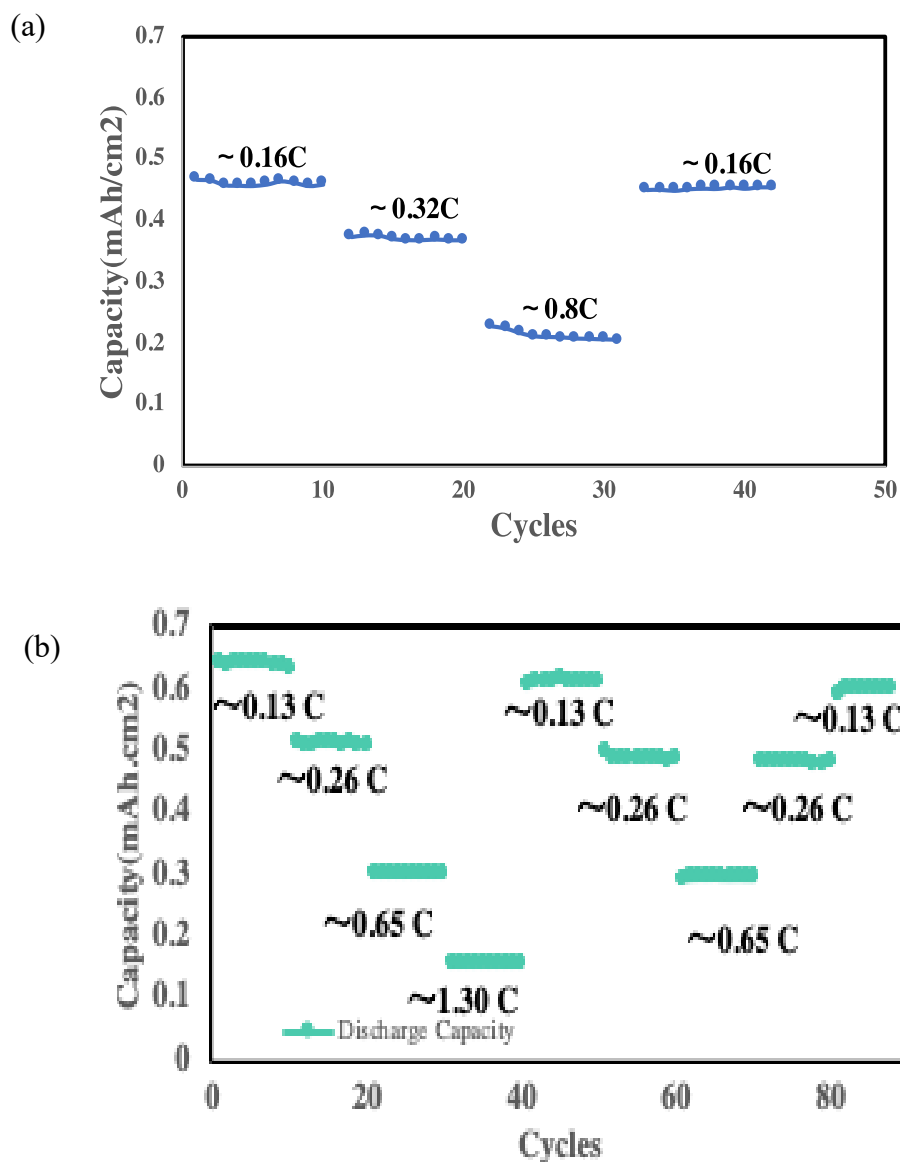 (a)
Capacity(mAh/cm2)
0.7
0.6
0.5
0.4
0.3
0.2
0.1
0
~ 0.16C
~ 0.32C
~ 0.8C
~ 0.16C
0 10 20 30 40 50
Cycles
(b)
Capacity(mAh.cm2)
0.7
0.6
0.5
0.4
0.3
0.2
0.1
0
~0.13 C
~0.26 C
~0.65 C
~1.30 C
~0.13 C
~0.26 C
~0.65 C
~0.26 C
~0.13 C
Discharge Capacity
0 20 40 60 80
Cycles